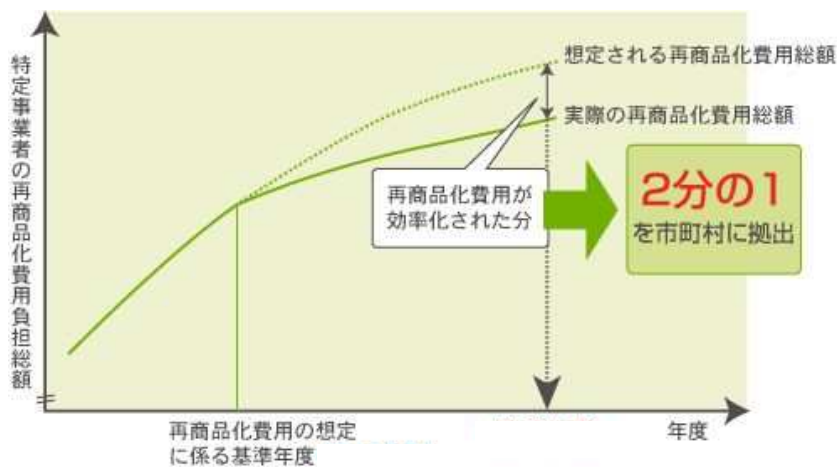 特定事業者の再商品化費用負担総額
想定される再商品化費用総額
実際の再商品化費用総額
再商品化費用が
効率化された分
2分の1
を市町村に拠出
再商品化費用の想定
に係る基準年度
年度